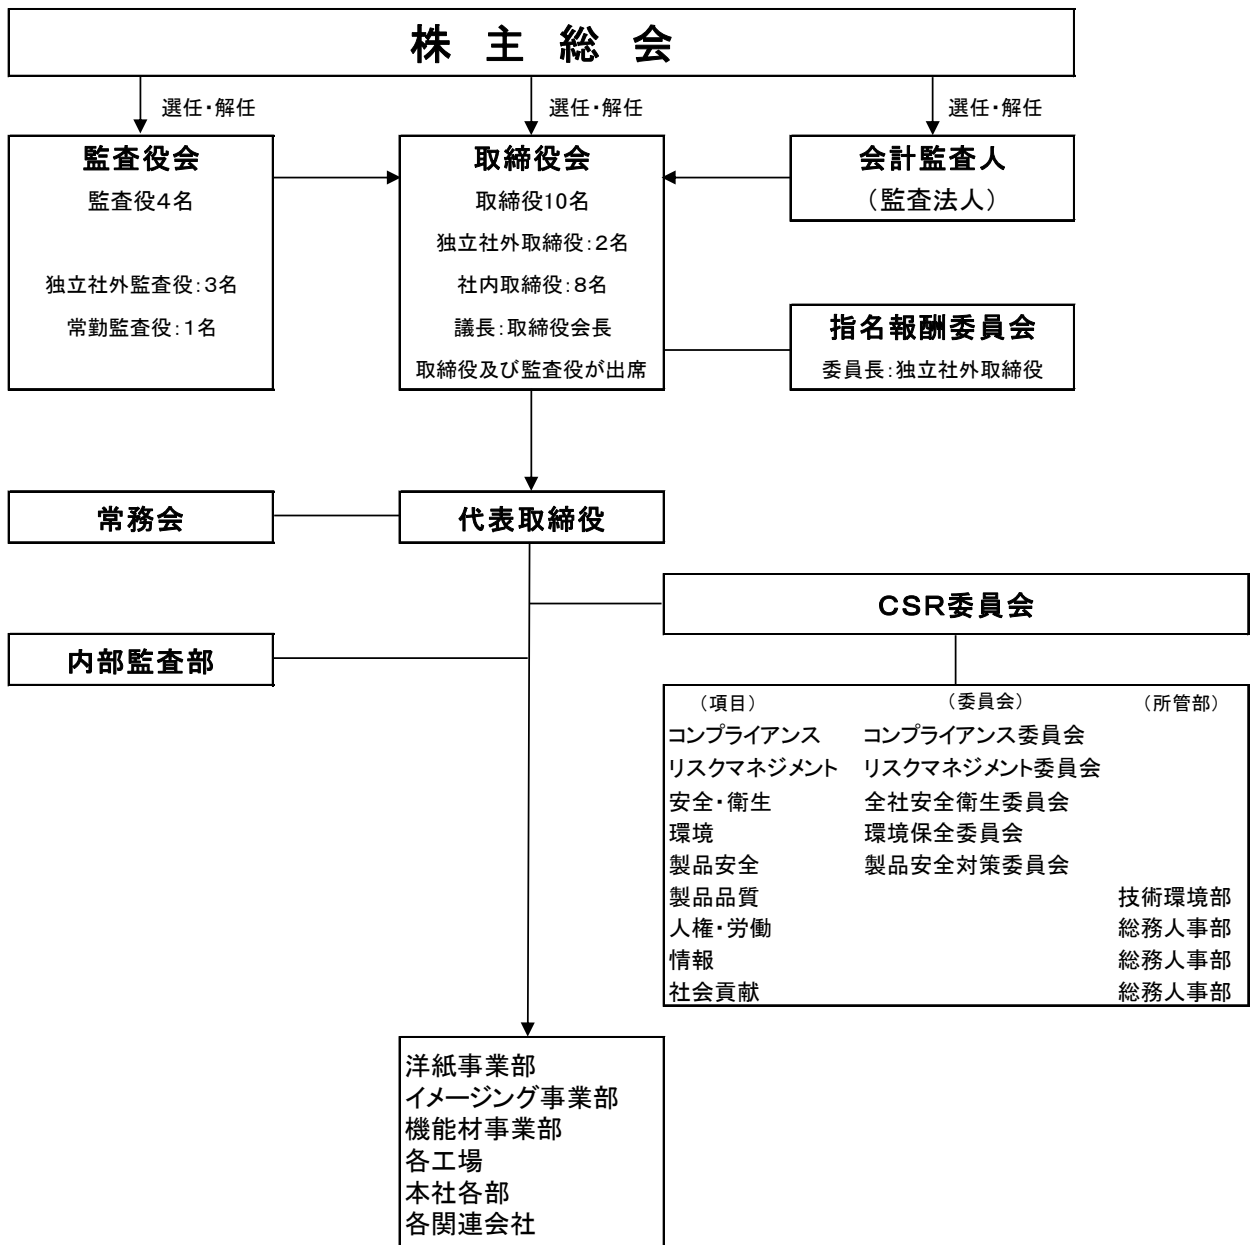 株 主 総 会
選任・解任
選任・解任
選任・解任
監査役会
監査役４名
独立社外監査役：３名
常勤監査役：１名
取締役会
取締役10名
独立社外取締役：２名
社内取締役：８名
議長：取締役会長
取締役及び監査役が出席
会計監査人
（監査法人）
指名報酬委員会
委員長：独立社外取締役
常務会
代表取締役
CSR委員会
内部監査部
（項目） （委員会） （所管部）
コンプライアンス コンプライアンス委員会
リスクマネジメント リスクマネジメント委員会
安全・衛生 全社安全衛生委員会
環境 環境保全委員会
製品安全 製品安全対策委員会
製品品質 技術環境部
人権・労働 総務人事部
情報 総務人事部
社会貢献 総務人事部
洋紙事業部
イメージング事業部
機能材事業部
各工場
本社各部
各関連会社